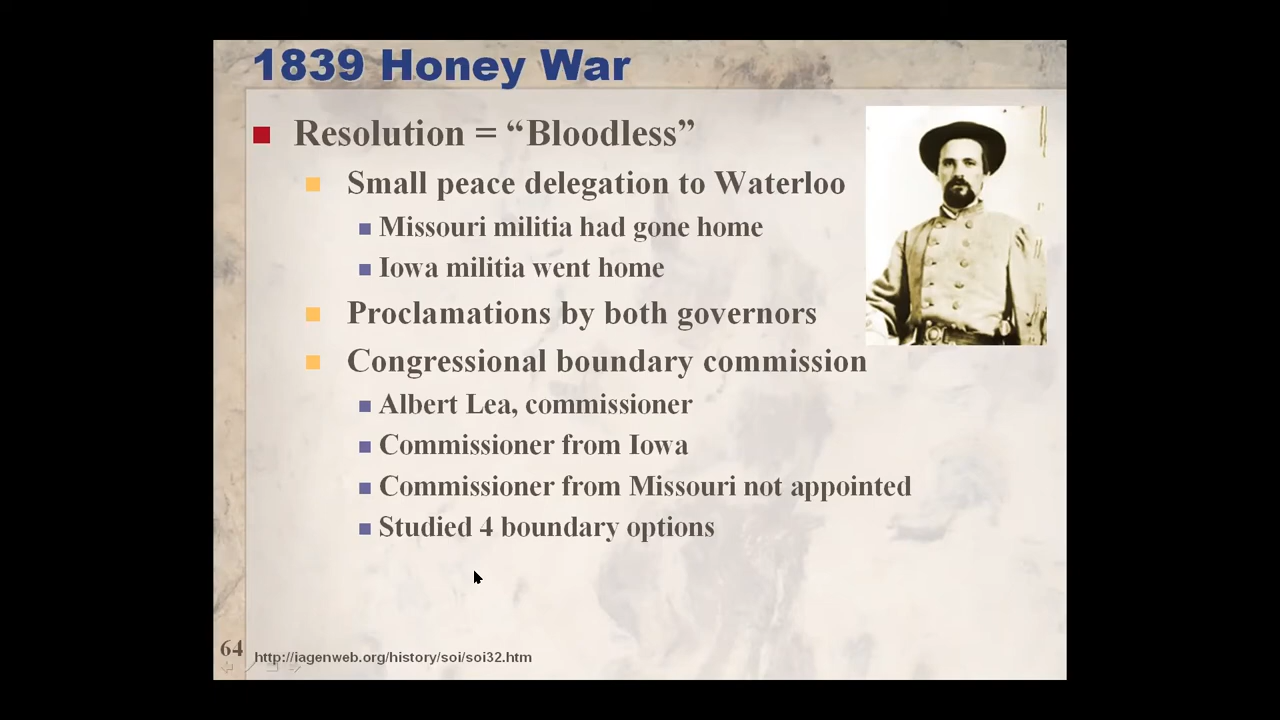 1839 Honey War
Resolution = “Bloodless”
Small peace delegation to Waterloo
Missouri militia had gone home
Iowa militia went home
Proclamations by both governors
Congressional boundary commission
Albert Lea, commissioner
Commissioner from Iowa
Commissioner from Missouri not appointed
Studied 4 boundary options
64
http://iagenweb.org/history/soi/soi32.htm